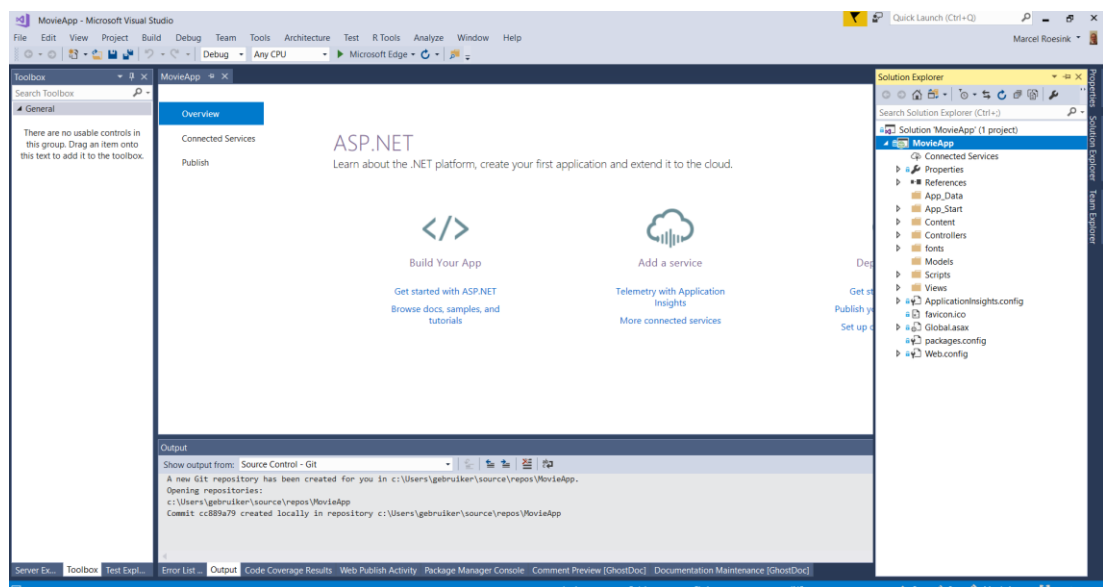 MovieApp - Microsoft Visual Studio
Quick Launch (Ctrl+Q)
File Edit View Project Build Debug Team Tools Architecture Test R Tools Analyze Window Help
Marcel Roesink
Debug Any CPU Microsoft Edge
Toolbox
Search Toolbox
General
There are no usable controls in
this group. Drag an item onto
this text to add it to the toolbox.
MovieApp
Overview
Connected Services
Publish
ASP.NET
Learn about the .NET platform, create your first application and extend it to the cloud.
Build Your App
Get started with ASP.NET
Browse docs, samples, and
tutorials
Add a service
Telemetry with Application
Insights
More connected services
Dep
Get st
Publish y
Set up
Output
Show output from: Source Control - Git
A new Git repository has been created for you in c:\Users\gebruiker\source\repos\MovieApp.
Opening repositories:
c:\Users\gebruiker\source\repos\MovieApp
Commit cc889a79 created locally in repository c:\Users\gebruiker\source\repos\MovieApp
Solution Explorer
Search Solution Explorer (Ctrl+;)
Solution 'MovieApp' (1 project)
MovieApp
Connected Services
Properties
References
App_Data
App_Start
Content
Controllers
fonts
Models
Scripts
Views
ApplicationInsights.config
favicon.ico
Global.asax
packages.config
Web.config
Properties
Solution Explorer
Team Explorer
Server Ex... Toolbox Test Expl...
Error List ... Output Code Coverage Results Web Publish Activity Package Manager Console Comment Preview [GhostDoc] Documentation Maintenance [GhostDoc]